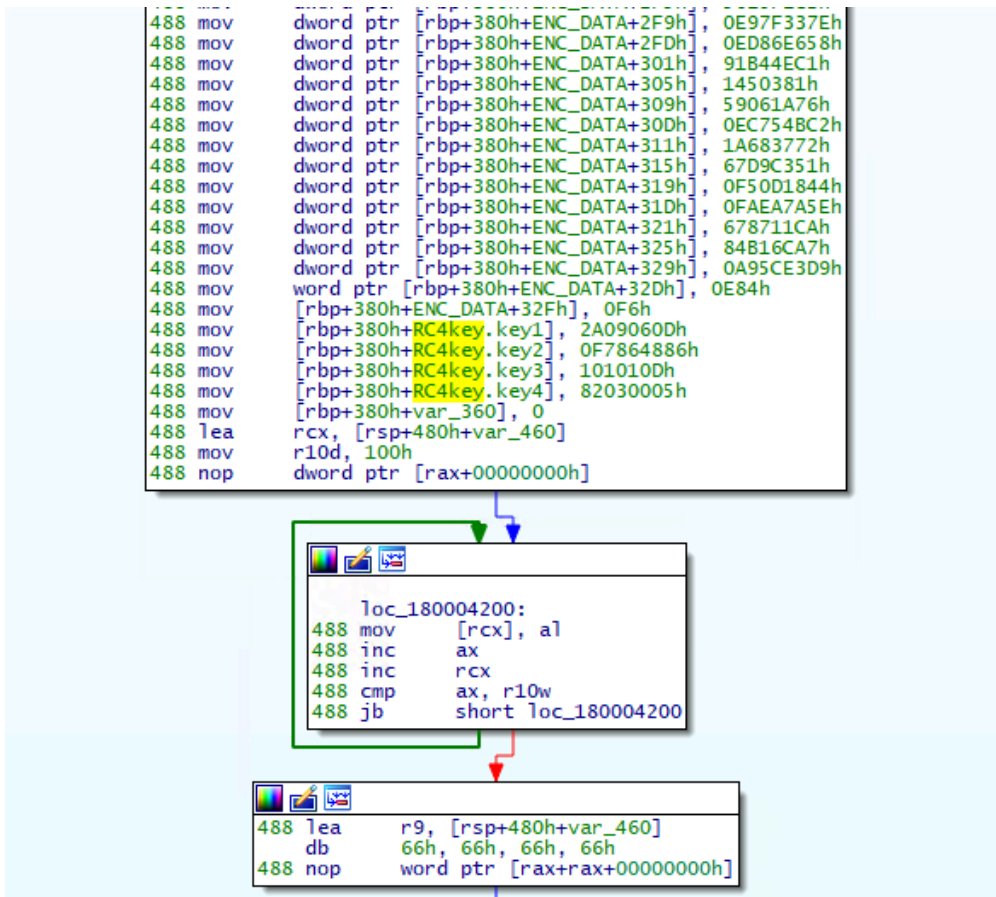 488 mov dword ptr [rbp+380h+ENC_DATA+2F9h], 0E97F337Eh
488 mov dword ptr [rbp+380h+ENC_DATA+2FDh], 0ED86E658h
488 mov dword ptr [rbp+380h+ENC_DATA+301h], 91B44EC1h
488 mov dword ptr [rbp+380h+ENC_DATA+305h], 1450381h
488 mov dword ptr [rbp+380h+ENC_DATA+309h], 59061A76h
488 mov dword ptr [rbp+380h+ENC_DATA+30Dh], 0EC754BC2h
488 mov dword ptr [rbp+380h+ENC_DATA+311h], 1A683772h
488 mov dword ptr [rbp+380h+ENC_DATA+315h], 67D9C351h
488 mov dword ptr [rbp+380h+ENC_DATA+319h], 0F50D1844h
488 mov dword ptr [rbp+380h+ENC_DATA+31Dh], 0FAEA7A5Eh
488 mov dword ptr [rbp+380h+ENC_DATA+321h], 678711CAh
488 mov dword ptr [rbp+380h+ENC_DATA+325h], 84B16CA7h
488 mov dword ptr [rbp+380h+ENC_DATA+329h], 0A95CE3D9h
488 mov word ptr [rbp+380h+ENC_DATA+32Dh], 0E84h
488 mov [rbp+380h+ENC_DATA+32Fh], 0F6h
488 mov [rbp+380h+RC4key.key1], 2A09060Dh
488 mov [rbp+380h+RC4key.key2], 0F7864886h
488 mov [rbp+380h+RC4key.key3], 101010Dh
488 mov [rbp+380h+RC4key.key4], 82030005h
488 mov [rbp+380h+var_360], 0
488 lea rcx, [rsp+480h+var_460]
488 mov r10d, 100h
488 nop dword ptr [rax+00000000h]
loc_180004200:
488 mov [rcx], al
488 inc ax
488 inc rcx
488 cmp ax, r10w
488 jb short loc_180004200
488 lea r9, [rsp+480h+var_460]
db 66h, 66h, 66h, 66h
488 nop word ptr [rax+rax+00000000h]